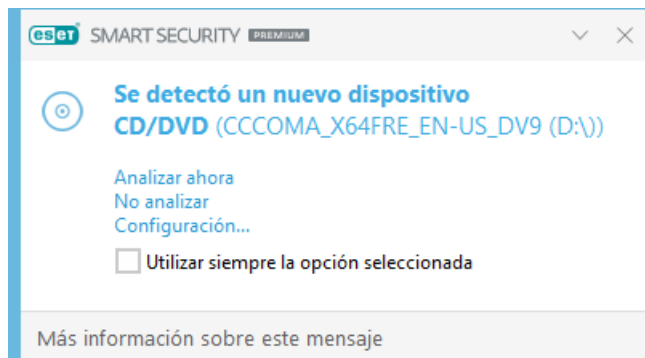 eset SMART SECURITY PREMIUM
Se detectó un nuevo dispositivo
CD/DVD (CCCOMA_X64FRE_EN-US_DV9 (D:\))
Analizar ahora
No analizar
Configuración...
Utilizar siempre la opción seleccionada
Más información sobre este mensaje